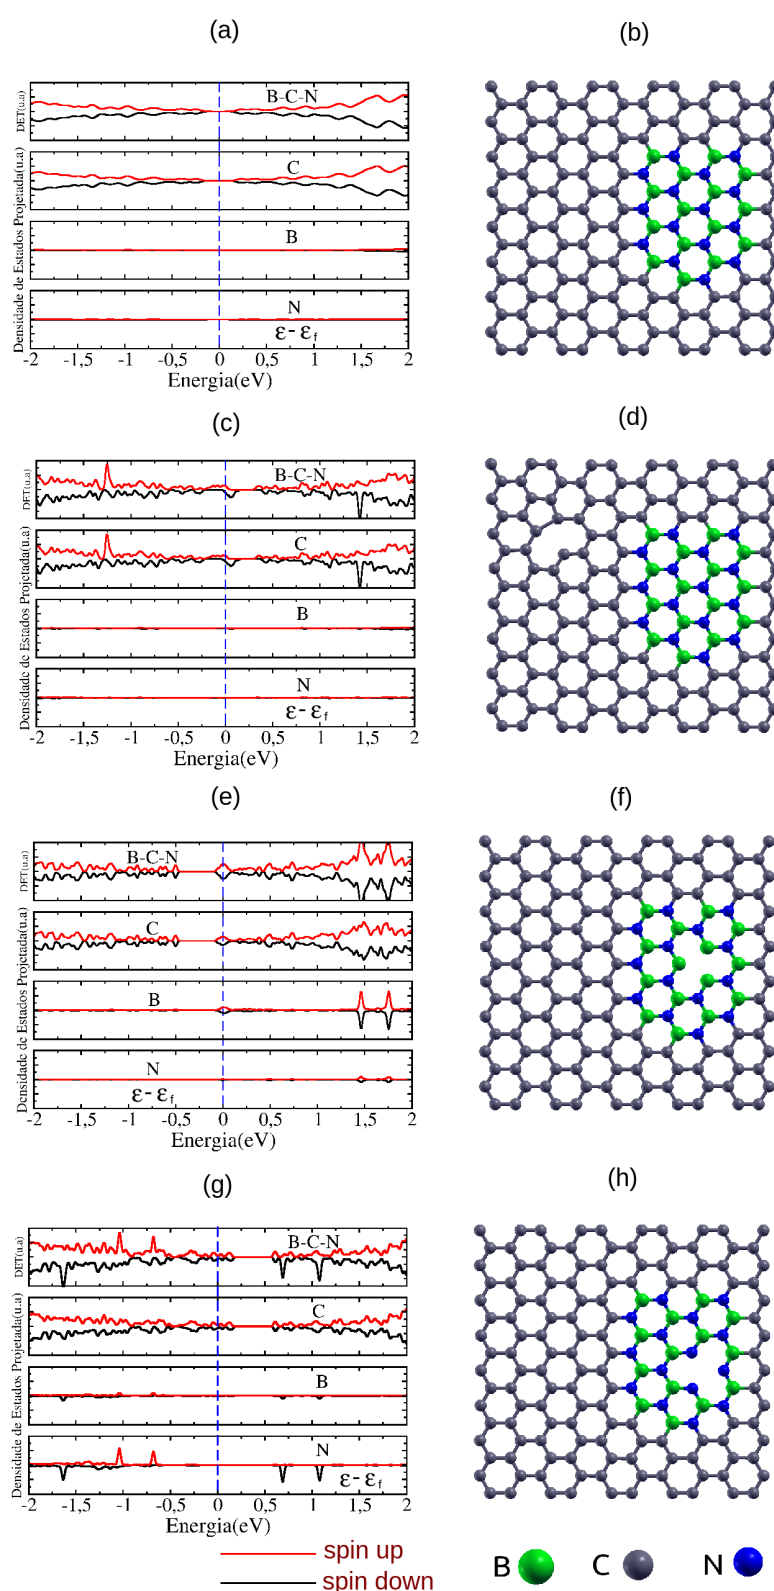 (a)
(b)
DET(u.a)
B-C-N
Densidade de Estados Projetada(u.a)
C
B
N
ε-εf
-2 -1,5 -1 -0,5 0 0,5 1 1,5 2
Energia(eV)
(c)
(d)
DET(u.a)
B-C-N
Densidade de Estados Projetada(u.a)
C
B
N
ε-εf
-2 -1,5 -1 -0,5 0 0,5 1 1,5 2
Energia(eV)
(e)
(f)
DET(u.a)
B-C-N
Densidade de Estados Projetada(u.a)
C
B
N
ε-εf
-2 -1,5 -1 -0,5 0 0,5 1 1,5 2
Energia(eV)
(g)
(h)
DET(u.a)
B-C-N
Densidade de Estados Projetada(u.a)
C
B
N
ε-εf
-2 -1,5 -1 -0,5 0 0,5 1 1,5 2
Energia(eV)
spin up
spin down
B C N